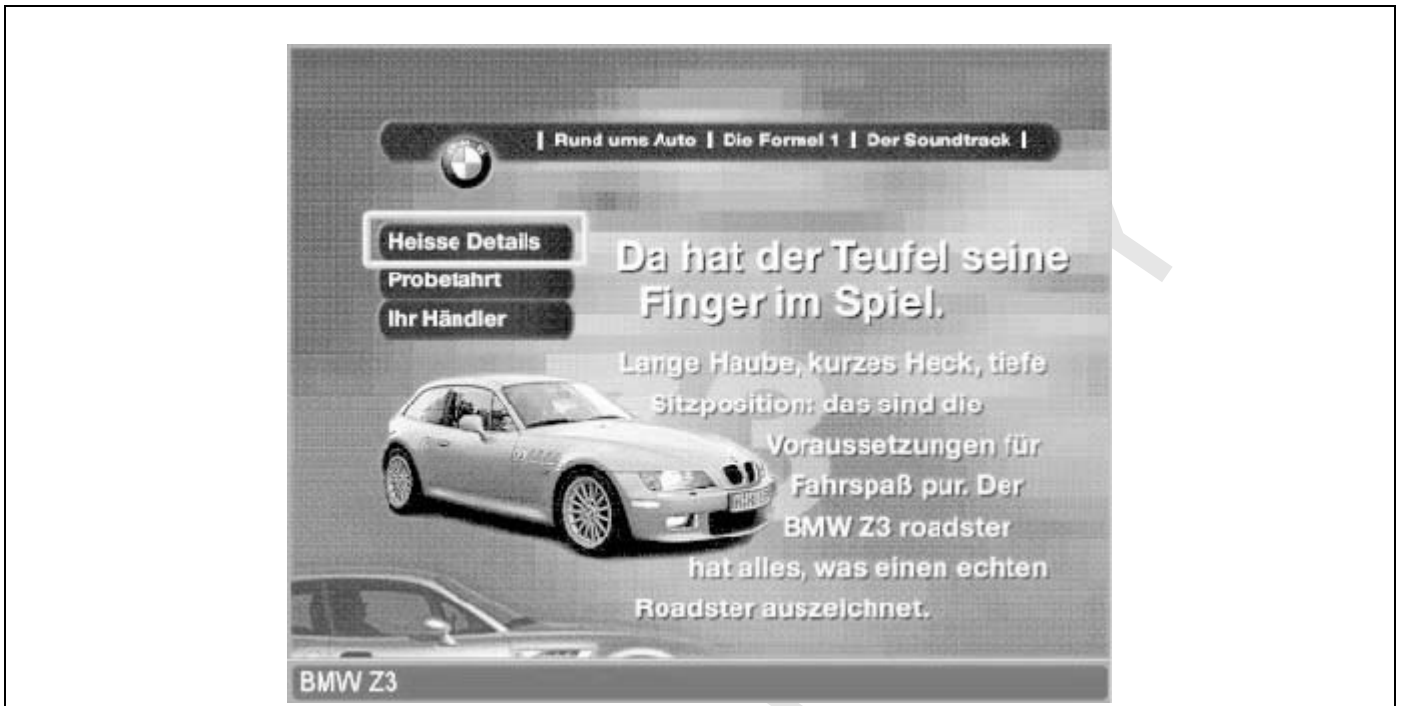 | Rund ums Auto | Die Formel 1 | Der Soundtrack |
Heisse Details
Probefahrt
Ihr Händler
Da hat der Teufel seine
Finger im Spiel.
Lange Haube, kurzes Heck, tiefe
Sitzposition: das sind die
Voraussetzungen für
Fahrspaß pur. Der
BMW Z3 roadster
hat alles, was einen echten
Roadster auszeichnet.
BMW Z3